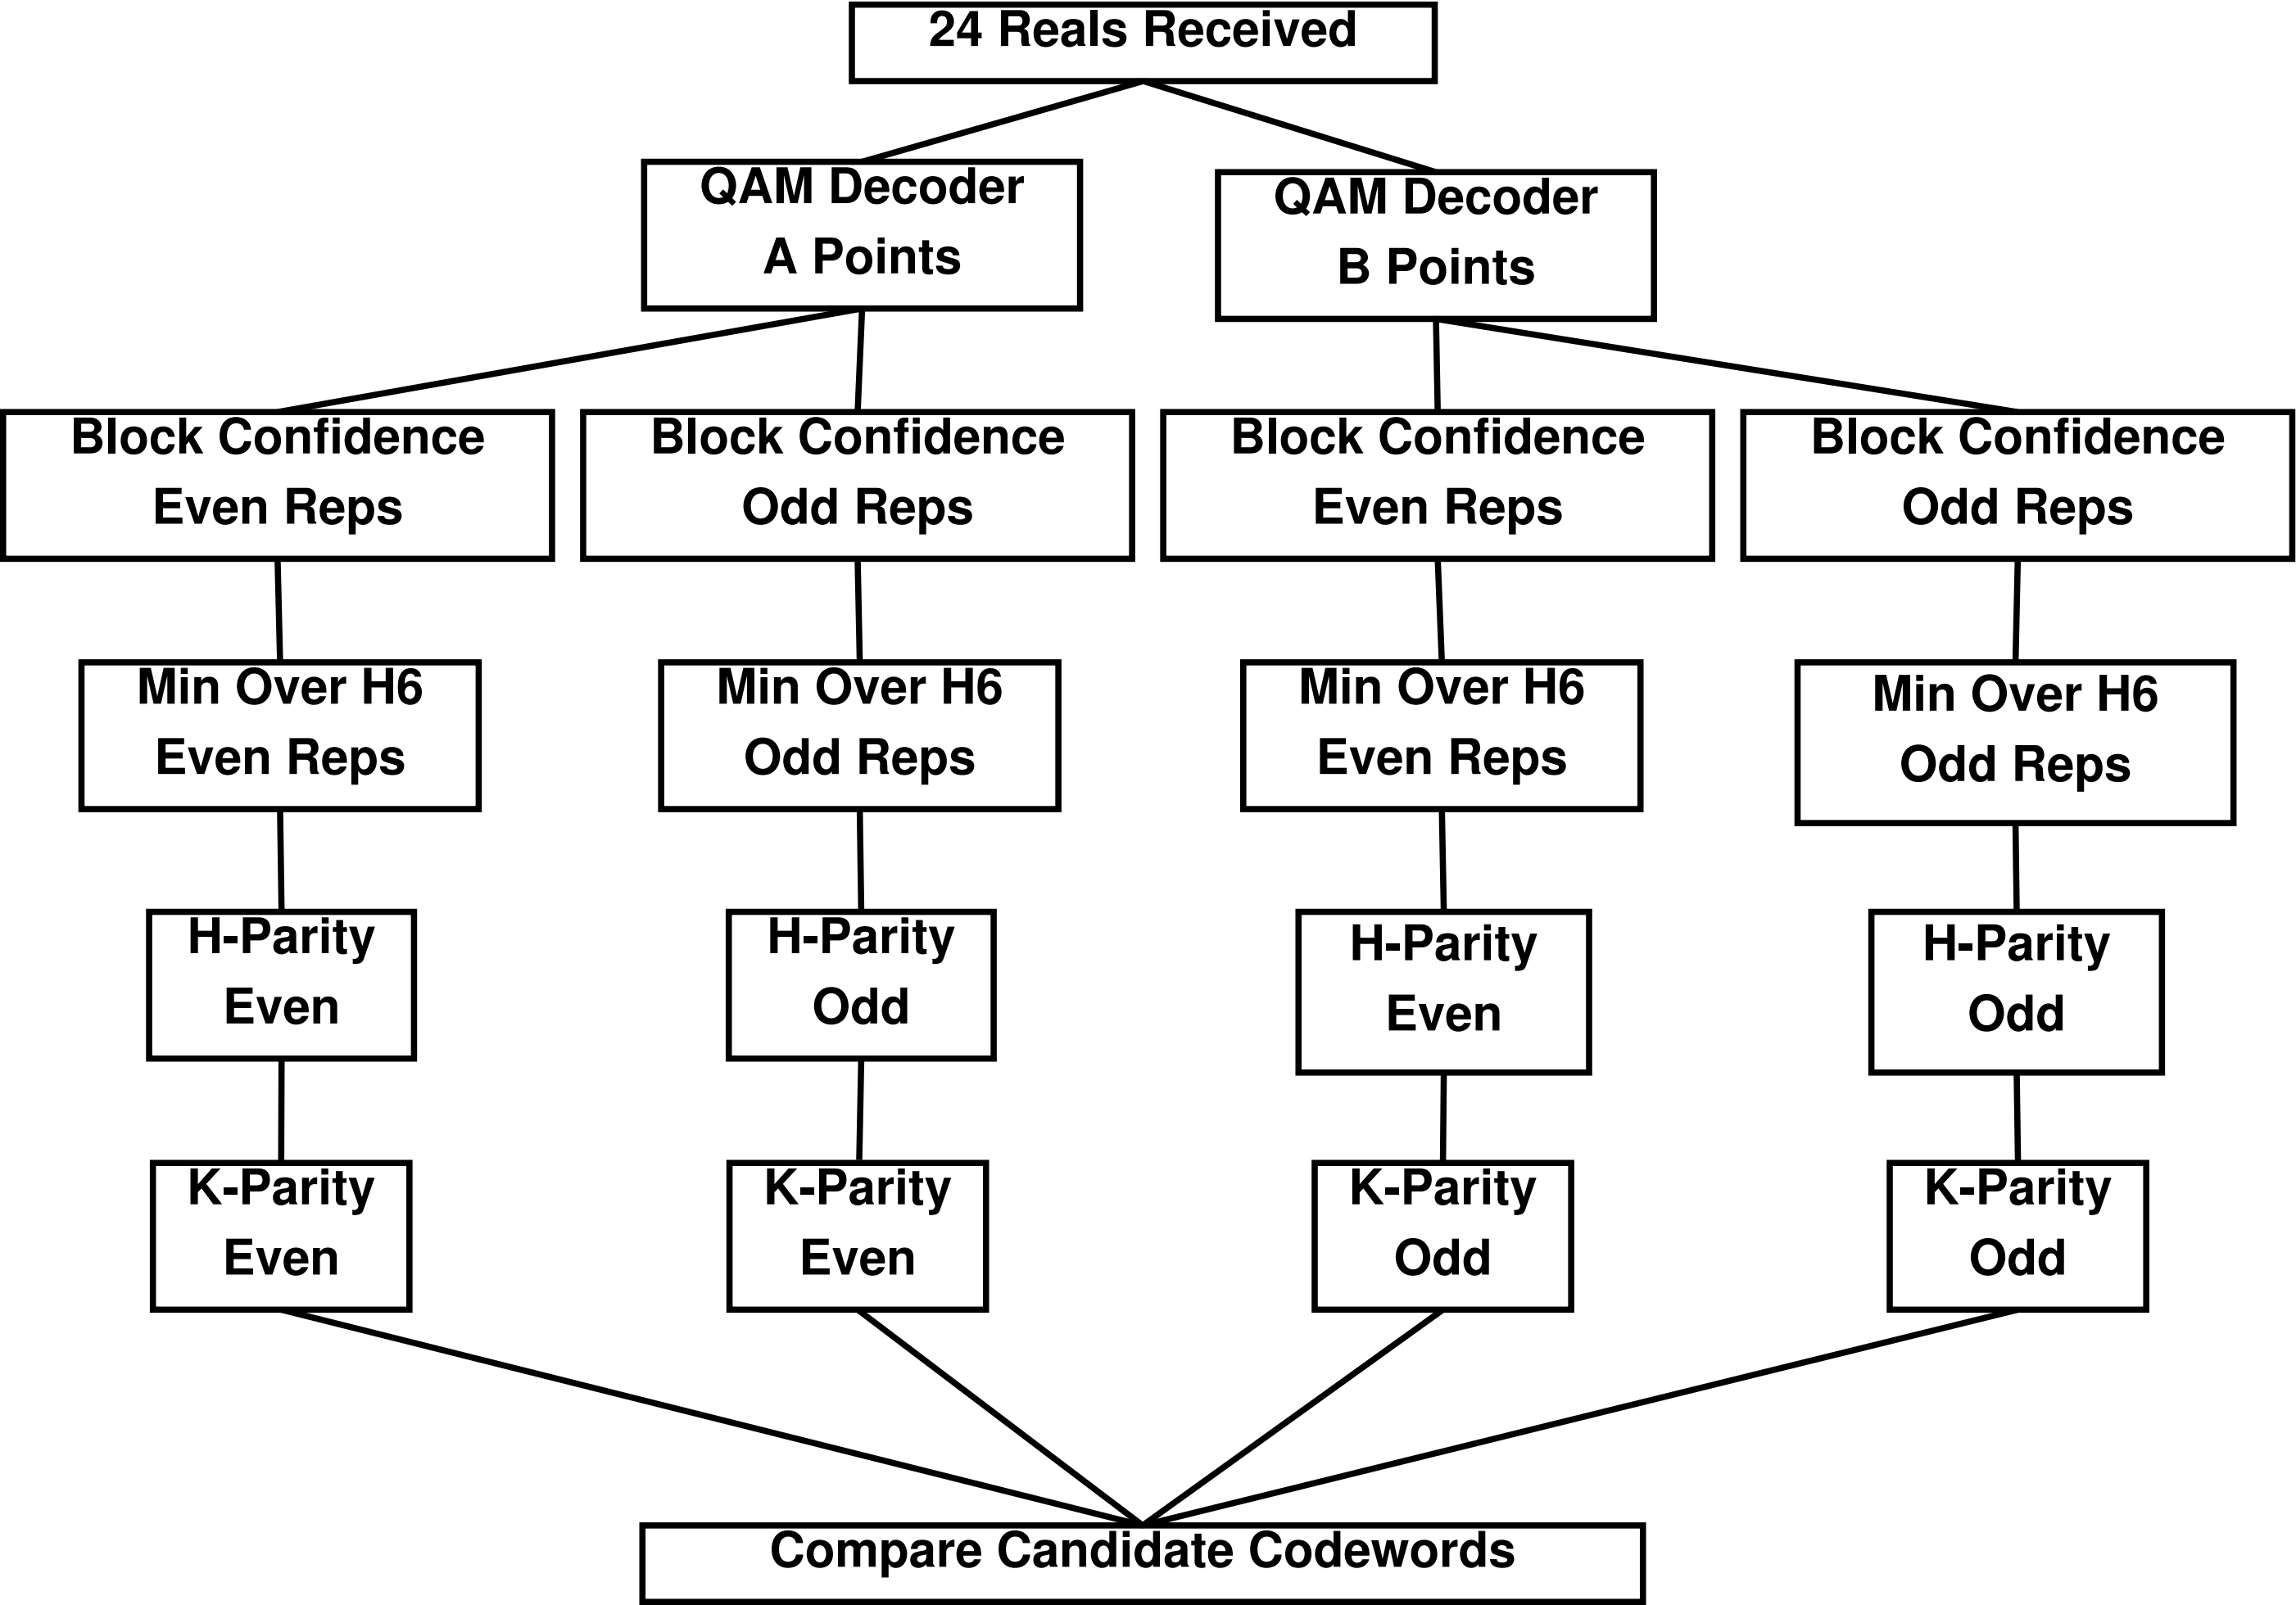 24 Reals Received
QAM Decoder
A Points
QAM Decoder
B Points
Block Confidence
Even Reps
Block Confidence
Odd Reps
Block Confidence
Even Reps
Block Confidence
Odd Reps
Min Over H6
Even Reps
Min Over H6
Odd Reps
Min Over H6
Even Reps
Min Over H6
Odd Reps
H-Parity
Even
H-Parity
Odd
H-Parity
Even
H-Parity
Odd
K-Parity
Even
K-Parity
Even
K-Parity
Odd
K-Parity
Odd
Compare Candidate Codewords